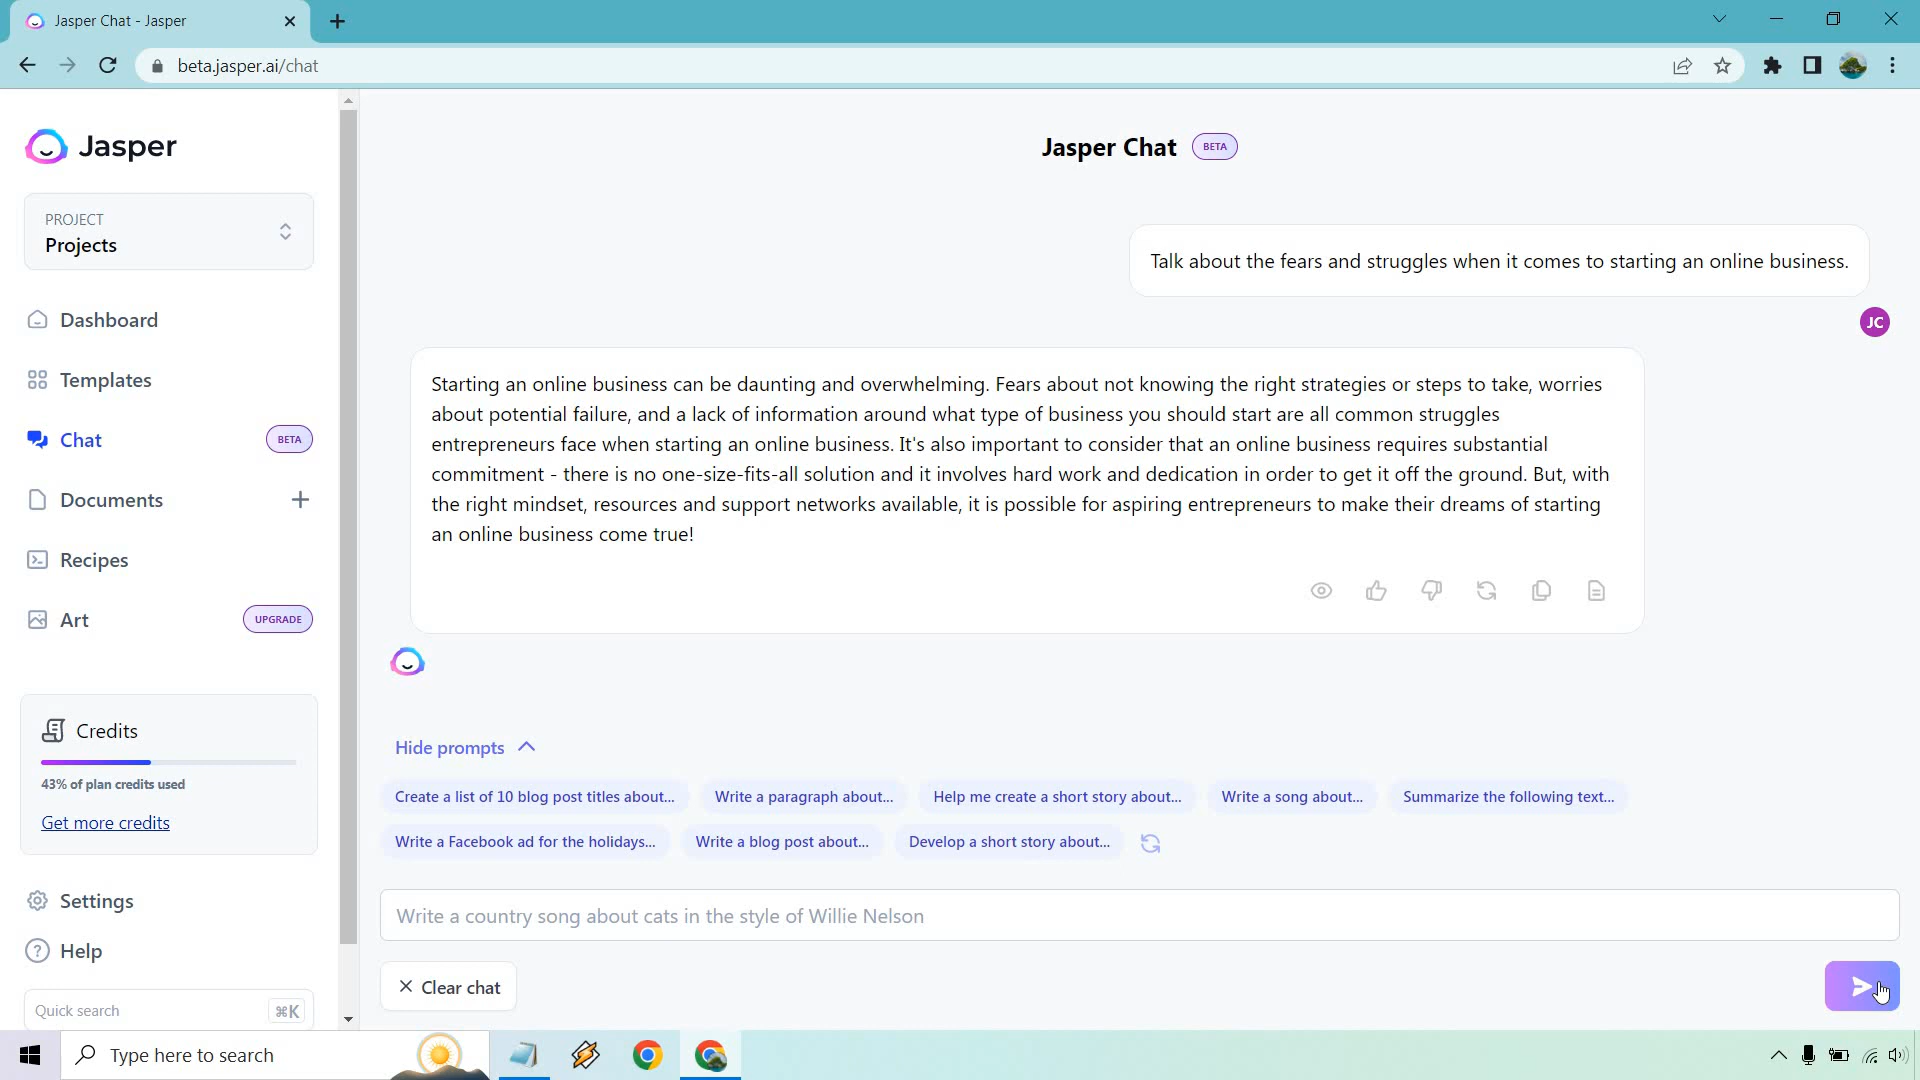 Jasper Chat - Jasper
beta.jasper.ai/chat
Jasper
PROJECT
Projects
Dashboard
Templates
Chat BETA
Documents
Recipes
Art UPGRADE
Credits
43% of plan credits used
Get more credits
Settings
Help
Quick search ⌘K
Jasper Chat BETA
Talk about the fears and struggles when it comes to starting an online business.
JC
Starting an online business can be daunting and overwhelming. Fears about not knowing the right strategies or steps to take, worries
about potential failure, and a lack of information around what type of business you should start are all common struggles
entrepreneurs face when starting an online business. It's also important to consider that an online business requires substantial
commitment - there is no one-size-fits-all solution and it involves hard work and dedication in order to get it off the ground. But, with
the right mindset, resources and support networks available, it is possible for aspiring entrepreneurs to make their dreams of starting
an online business come true!
Hide prompts
Create a list of 10 blog post titles about... Write a paragraph about... Help me create a short story about... Write a song about... Summarize the following text...
Write a Facebook ad for the holidays... Write a blog post about... Develop a short story about...
Write a country song about cats in the style of Willie Nelson
Clear chat
Type here to search